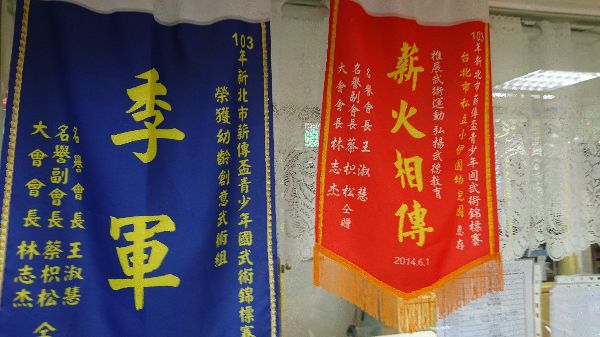 103年新北市薪傳盃青少年國武術錦標賽
榮獲幼齡創意武術組
季軍
名譽會長 王淑慧
名譽副會長 蔡枳松 仝
大會會長 林志杰
103年新北市薪傳盃青少年國武術錦標賽
台北市私立小伊園幼兒園 惠存
推展武術運動 弘揚武德教育
薪火相傳
名譽會長 王淑慧
名譽副會長 蔡枳松 仝贈
大會會長 林志杰
2014.6.1